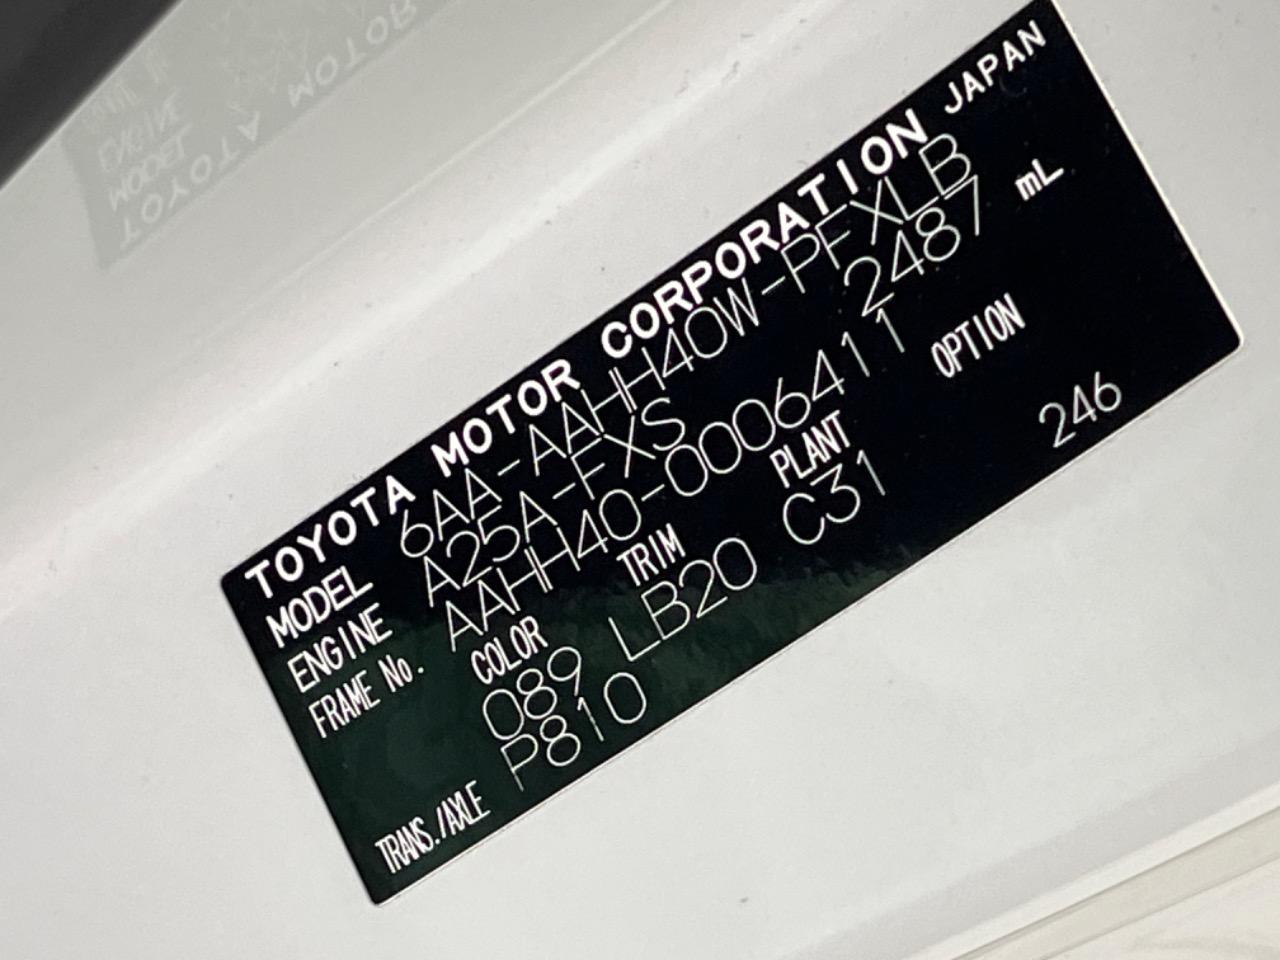 TOYOTA MOTOR CORPORATION JAPAN
MODEL 6AA-AAHH40W-PFXLB
ENGINE A25A-FXS 2487 mL
FRAME No. AAHH40-0006411
COLOR TRIM PLANT OPTION
089 LB20 C31 246
TRANS./AXLE P810